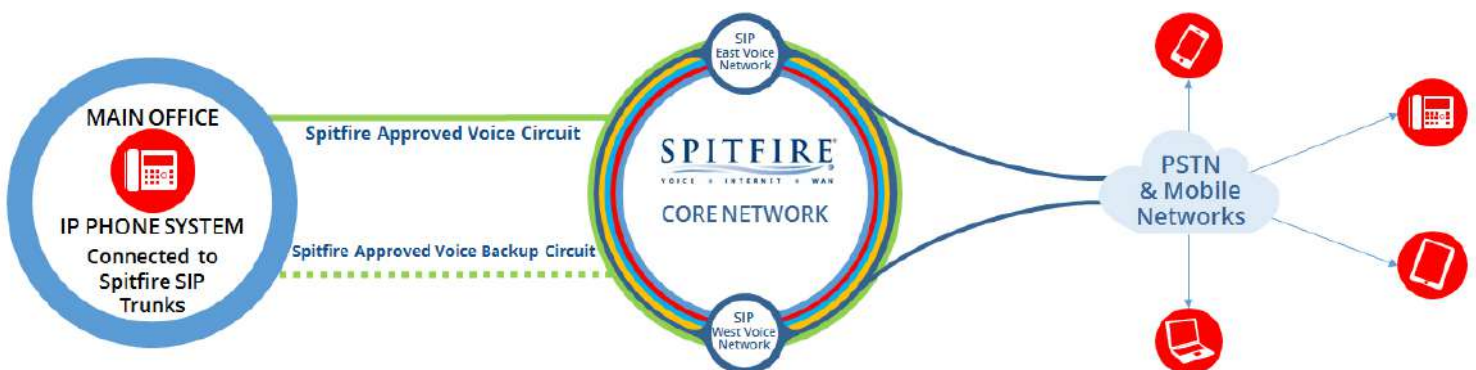 MAIN OFFICE
IP PHONE SYSTEM
Connected to
Spitfire SIP
Trunks
Spitfire Approved Voice Circuit
Spitfire Approved Voice Backup Circuit
SIP
East Voice
Network
SPITFIRE®
VOICE + INTERNET + WAN
CORE NETWORK
SIP
West Voice
Network
PSTN
& Mobile
Networks